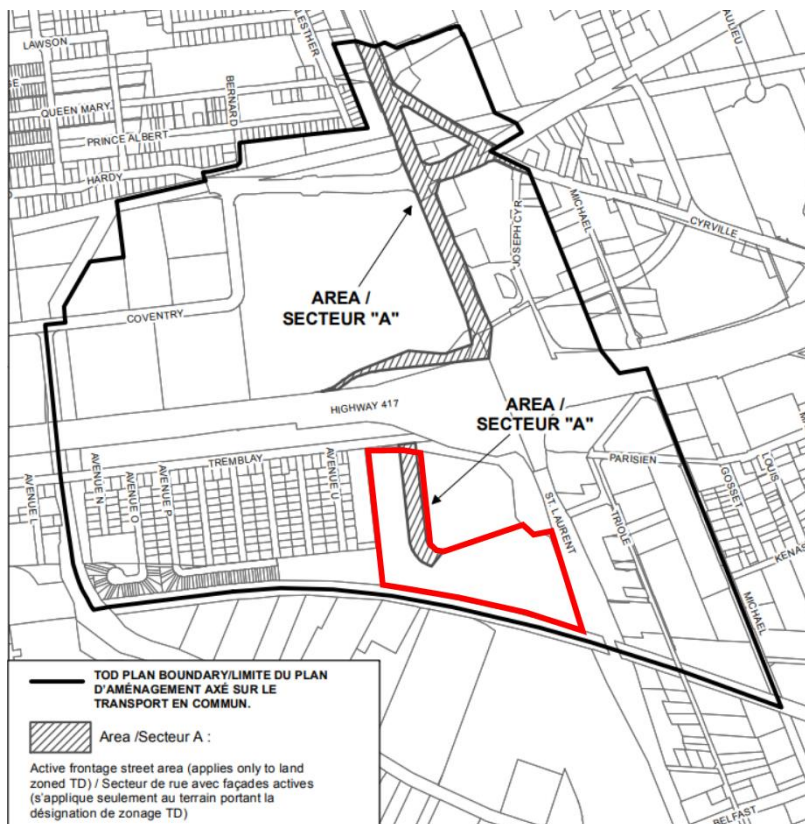 LAWSON
QUEEN MARY
PRINCE ALBERT
HARDY
BERNARD
LESTHER
AULIEU
MICHAEL
CYRVILLE
JOSEPH CYR
AREA /
SECTEUR "A"
COVENTRY
HIGHWAY 417
AREA /
SECTEUR "A"
TREMBLAY
PARISIEN
AVENUE L
AVENUE N
AVENUE O
AVENUE P
AVENUE U
ST. LAURENT
TRIOLE
GOSSET
LOUIS
KENAS
MICHAEL
BELFAST
TOD PLAN BOUNDARY/LIMITE DU PLAN
D'AMÉNAGEMENT AXÉ SUR LE
TRANSPORT EN COMMUN.
Area /Secteur A :
Active frontage street area (applies only to land
zoned TD) / Secteur de rue avec façades actives
(s'applique seulement au terrain portant la
désignation de zonage TD)